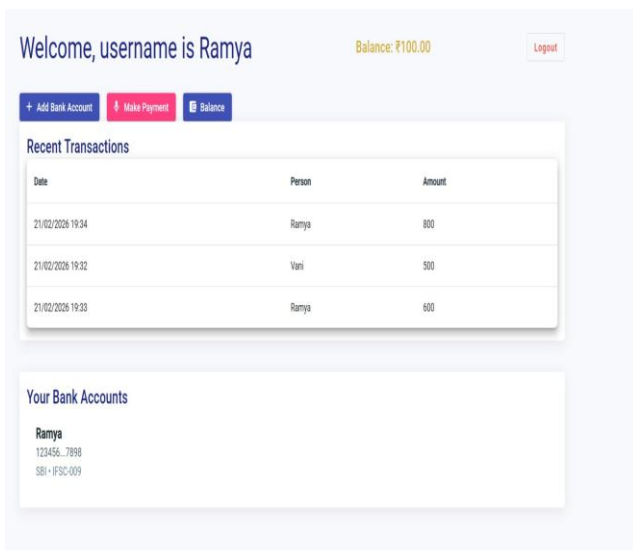 Welcome, username is Ramya
Balance: ₹100.00
Logout
+ Add Bank Account
Make Payment
Balance
Recent Transactions
Date Person Amount
21/02/2026 19:34 Ramya 800
21/02/2026 19:32 Vani 500
21/02/2026 19:33 Ramya 600
Your Bank Accounts
Ramya
123456...7898
SBI • IFSC-009